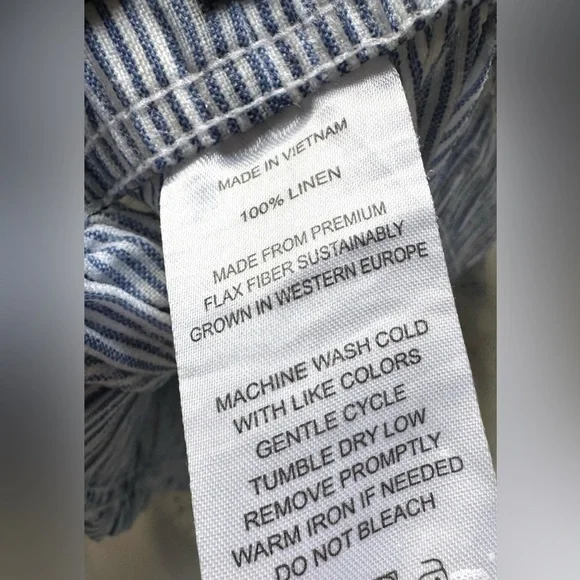 MADE IN VIETNAM
100% LINEN
MADE FROM PREMIUM
FLAX FIBER SUSTAINABLY
GROWN IN WESTERN EUROPE
MACHINE WASH COLD
WITH LIKE COLORS
GENTLE CYCLE
TUMBLE DRY LOW
REMOVE PROMPTLY
WARM IRON IF NEEDED
DO NOT BLEACH